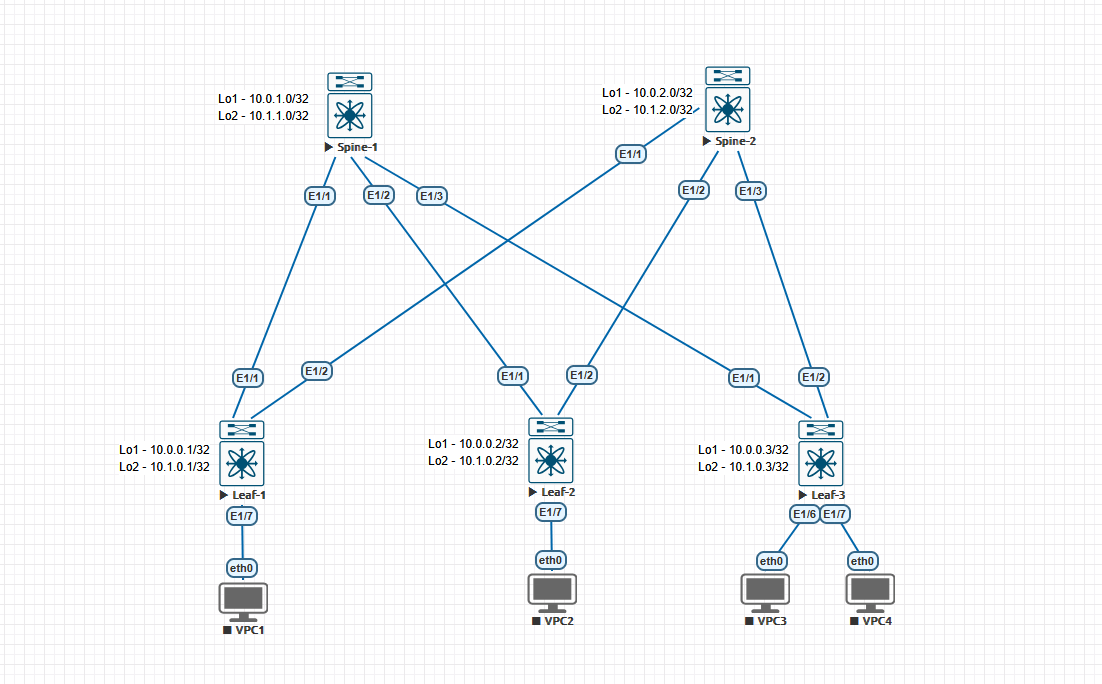 Lo1 - 10.0.1.0/32
Lo2 - 10.1.1.0/32
Spine-1
Lo1 - 10.0.2.0/32
Lo2 - 10.1.2.0/32
Spine-2
E1/1
E1/2
E1/3
E1/1
E1/2
E1/3
E1/1
E1/2
E1/1
E1/2
E1/1
E1/2
Lo1 - 10.0.0.1/32
Lo2 - 10.1.0.1/32
Leaf-1
Lo1 - 10.0.0.2/32
Lo2 - 10.1.0.2/32
Leaf-2
Lo1 - 10.0.0.3/32
Lo2 - 10.1.0.3/32
Leaf-3
E1/7
E1/7
E1/6
E1/7
eth0
eth0
eth0
eth0
VPC1
VPC2
VPC3
VPC4